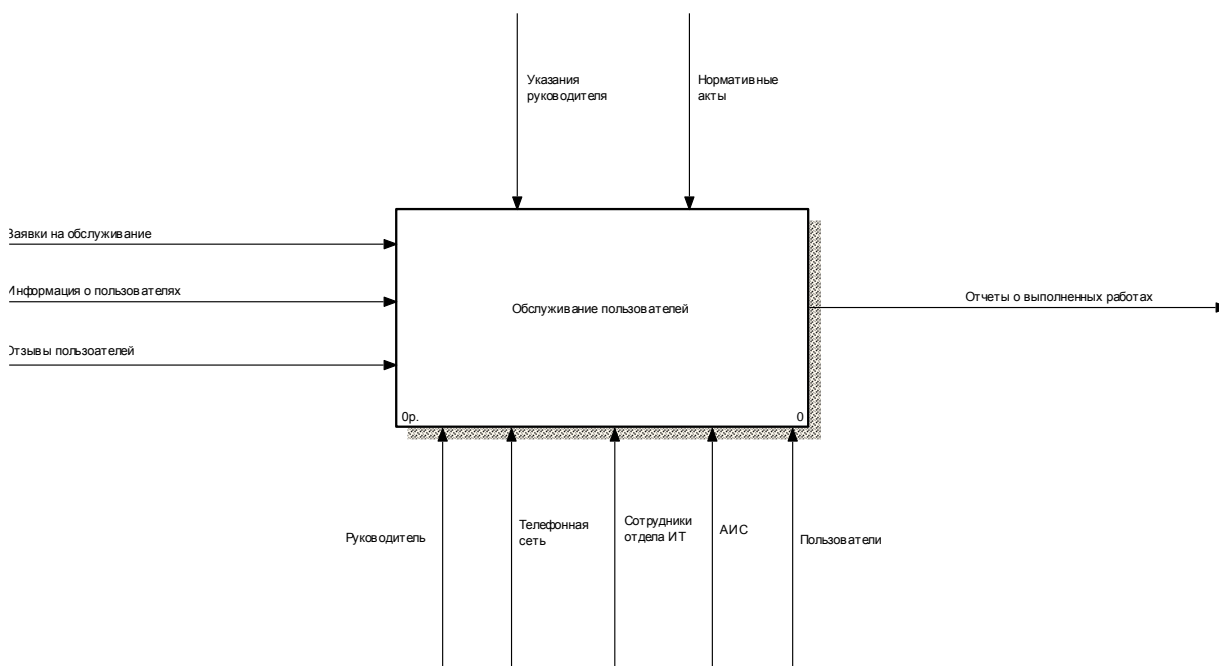 Указания
руководителя
Нормативные
акты
Заявки на обслуживание
Информация о пользователях
Отзывы пользоателей
Обслуживание пользователей
Отчеты о выполненных работах
0р.
0
Руководитель
Телефонная
сеть
Сотрудники
отдела ИТ
АИС
Пользователи